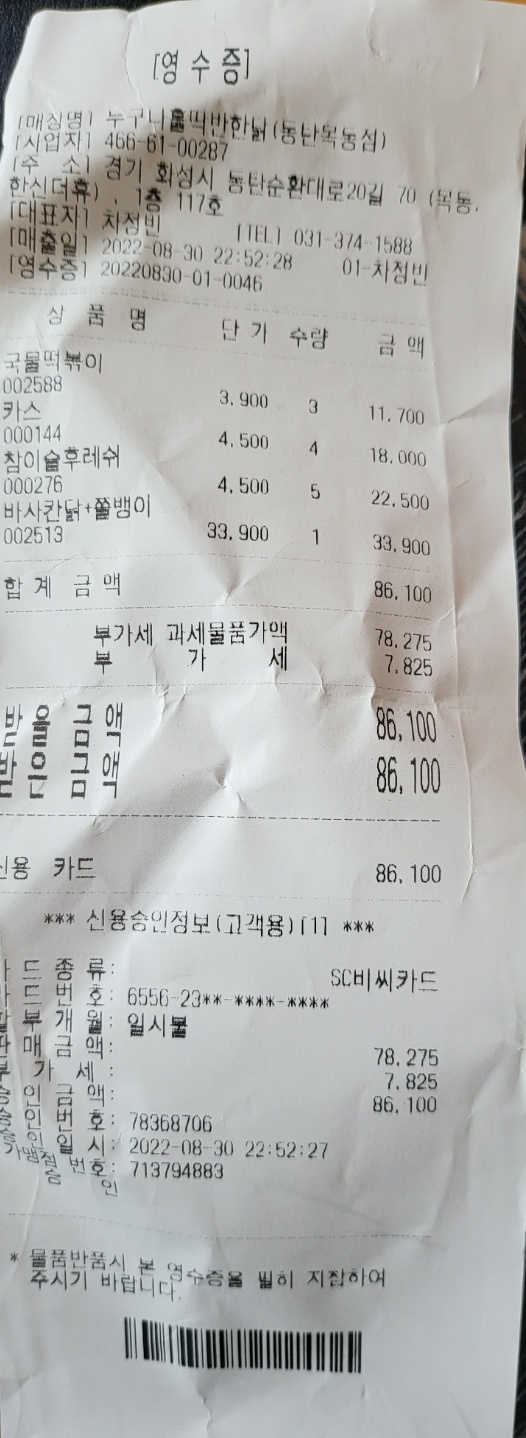 [영 수 증]
[매장명] 누구나홀딱반한닭(동탄목동점)
[사업자] 466-61-00287
[주 소] 경기 화성시 동탄순환대로20길 70 (목동,
한신더휴) , 1층 117호
[대표자] 차정빈 [TEL] 031-374-1588
[매출일] 2022-08-30 22:52:28 01-차정빈
[영수증] 20220830-01-0046
상 품 명 단 가 수량 금 액
국물떡볶이
002588 3,900 3 11,700
카스
000144 4,500 4 18,000
참이슬후레쉬
000276 4,500 5 22,500
바사칸닭+쫄뱅이
002513 33,900 1 33,900
합 계 금 액 86,100
부가세 과세물품가액 78,275
부 가 세 7,825
받을 금액 86,100
받은 금액 86,100
신용 카드 86,100
*** 신용승인정보(고객용)[1] ***
카 드 종 류: SC비씨카드
카 드 번 호: 6556-23**-****-****
할 부 개 월: 일시불
판 매 금 액: 78,275
부 가 세 : 7,825
승 인 금 액: 86,100
승 인 번 호: 78368706
승 인 일 시: 2022-08-30 22:52:27
가맹점 번호: 713794883
승 인
* 물품반품시 본 영수증을 필히 지참하여
주시기 바랍니다.